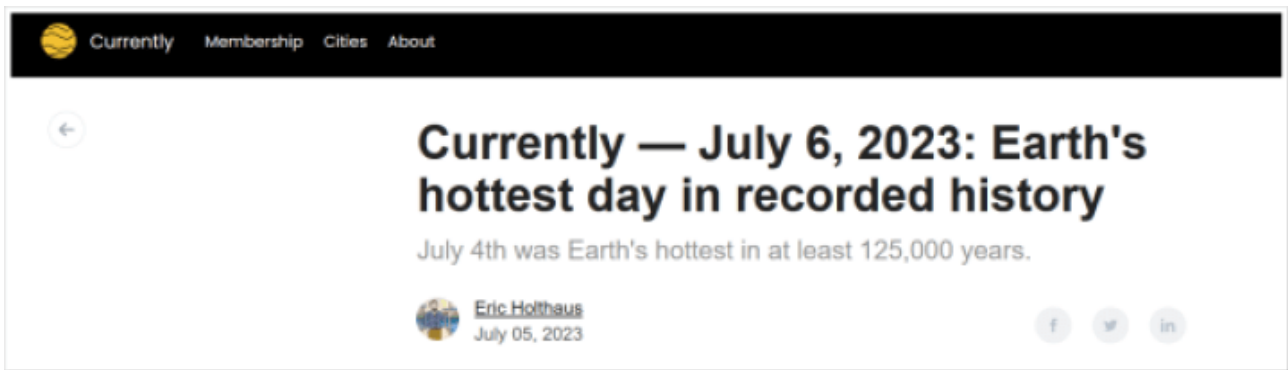 Currently Membership Cities About
Currently — July 6, 2023: Earth's
hottest day in recorded history
July 4th was Earth's hottest in at least 125,000 years.
Eric Holthaus
July 05, 2023
f in